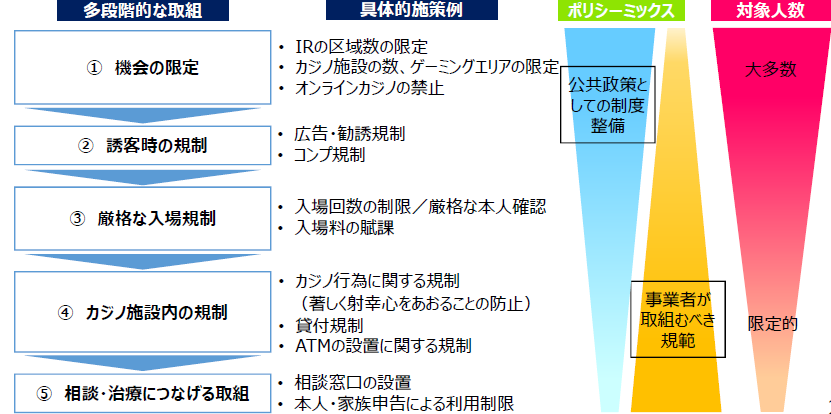 多段階的な取組
具体的施策例
ポリシーミックス
対象人数
① 機会の限定
・ IRの区域数の限定
・ カジノ施設の数、ゲーミングエリアの限定
・ オンラインカジノの禁止
② 誘客時の規制
・ 広告・勧誘規制
・ コンプ規制
③ 厳格な入場規制
・ 入場回数の制限／厳格な本人確認
・ 入場料の賦課
④ カジノ施設内の規制
・ カジノ行為に関する規制
（著しく射幸心をあおることの防止）
・ 貸付規制
・ ATMの設置に関する規制
⑤ 相談・治療につなげる取組
・ 相談窓口の設置
・ 本人・家族申告による利用制限
公共政策と
しての制度
整備
事業者が
取組むべき
規範
大多数
限定的